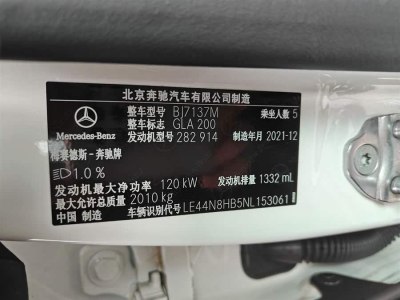 北京奔驰汽车有限公司制造
整车型号 BJ7137M 乘坐人数 5
整车标志 GLA 200
发动机型号 282 914 制造年月 2021-12
Mercedes-Benz
梅赛德斯-奔驰牌
1.0 %
发动机最大净功率 120 kW 发动机排量 1332 mL
最大允许总质量 2010 kg
中国 制造 车辆识别代号 LE44N8HB5NL153061